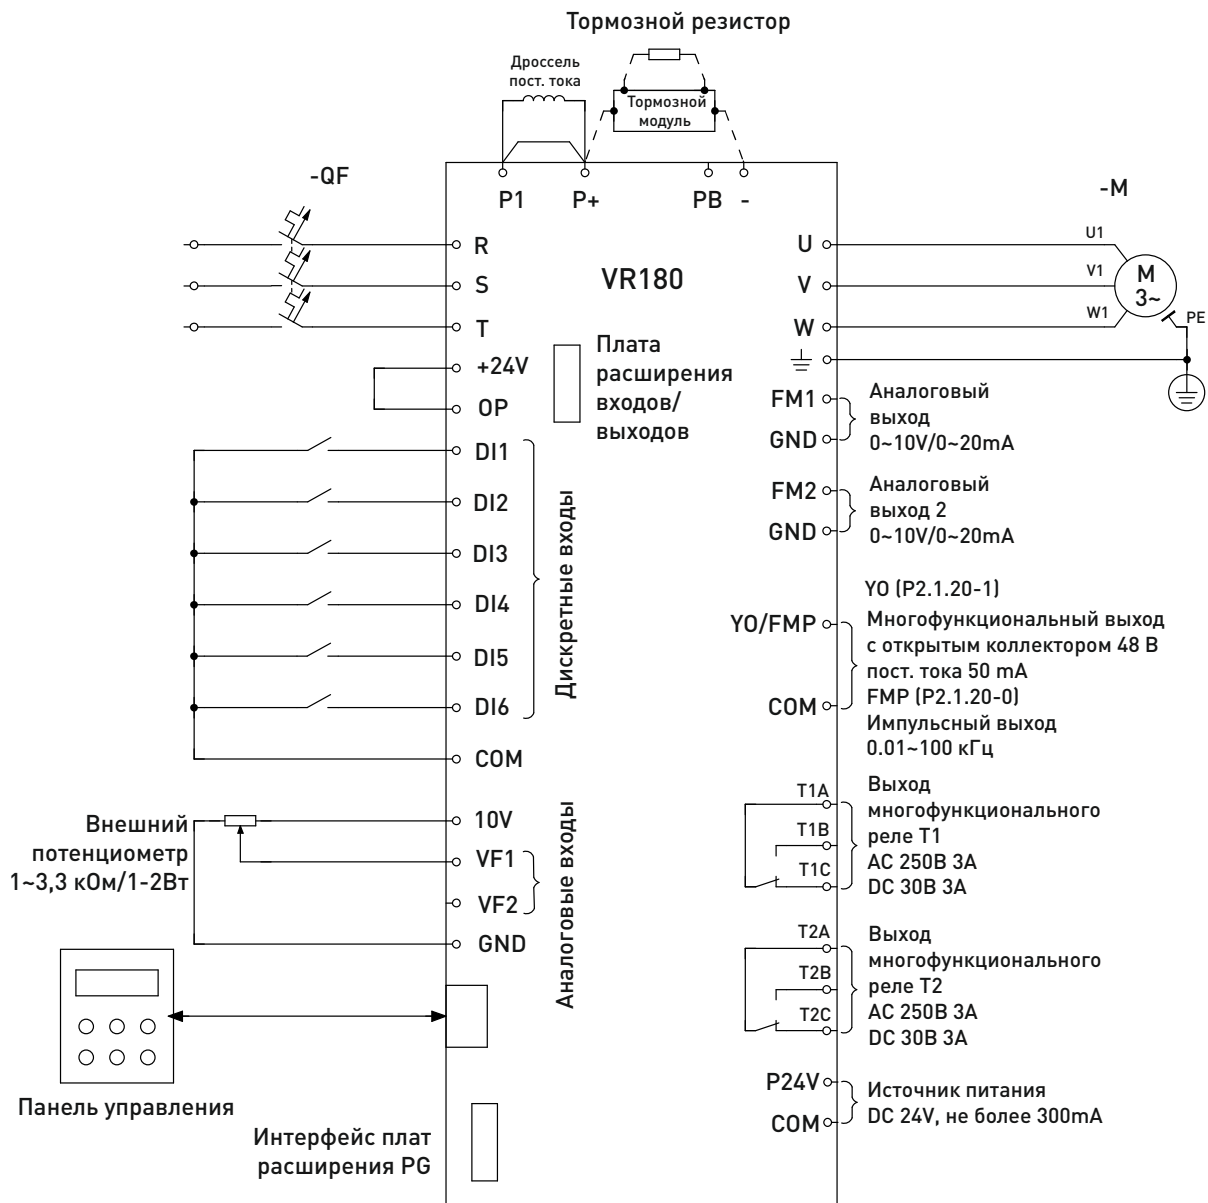 Тормозной резистор
Дроссель
пост. тока
Тормозной
модуль
-QF
P1
P+
PB
-
-M
R
S
T
VR180
U
V
W
U1
V1
W1
M
3~
PE
+24V
OP
Плата
расширения
входов/
выходов
FM1
GND
Аналоговый
выход
0~10V/0~20mA
FM2
GND
Аналоговый
выход 2
0~10V/0~20mA
DI1
DI2
DI3
DI4
DI5
DI6
COM
Дискретные входы
YO/FMP
COM
YO (P2.1.20-1)
Многофункциональный выход
с открытым коллектором 48 В
пост. тока 50 mA
FMP (P2.1.20-0)
Импульсный выход
0.01~100 кГц
Внешний
потенциометр
1~3,3 кОм/1-2Вт
10V
VF1
VF2
GND
Аналоговые входы
T1A
T1B
T1C
Выход
многофункционального
реле T1
AC 250В 3A
DC 30В 3A
T2A
T2B
T2C
Выход
многофункционального
реле T2
AC 250В 3A
DC 30В 3A
Панель управления
P24V
COM
Источник питания
DC 24V, не более 300mA
Интерфейс плат
расширения PG